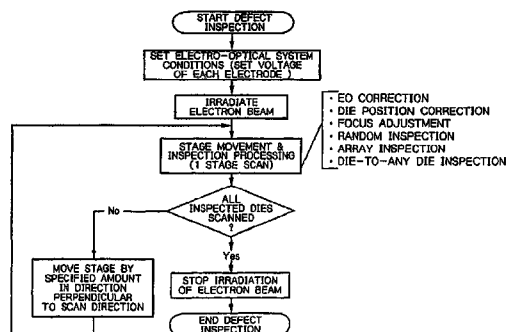 START DEFECT
INSPECTION
SET ELECTRO-OPTICAL SYSTEM
CONDITIONS (SET VOLTAGE
OF EACH ELECTRODE )
IRRADIATE
ELECTRON BEAM
STAGE MOVEMENT &
INSPECTION PROCESSING
(1 STAGE SCAN)
· EO CORRECTION
· DIE POSITION CORRECTION
· FOCUS ADJUSTMENT
· RANDOM INSPECTION
· ARRAY INSPECTION
· DIE-TO-ANY DIE INSPECTION
ALL
INSPECTED DIES
SCANNED
?
No
Yes
MOVE STAGE BY
SPECIFIED AMOUNT
IN DIRECTION
PERPENDICULAR
TO SCAN DIRECTION
STOP IRRADIATION
OF ELECTRON BEAM
END DEFECT
INSPECTION